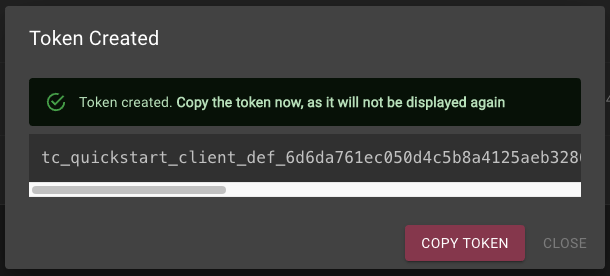 Token Created
Token created. Copy the token now, as it will not be displayed again
tc_quickstart_client_def_6d6da761ec050d4c5b8a4125aeb328
COPY TOKEN
CLOSE